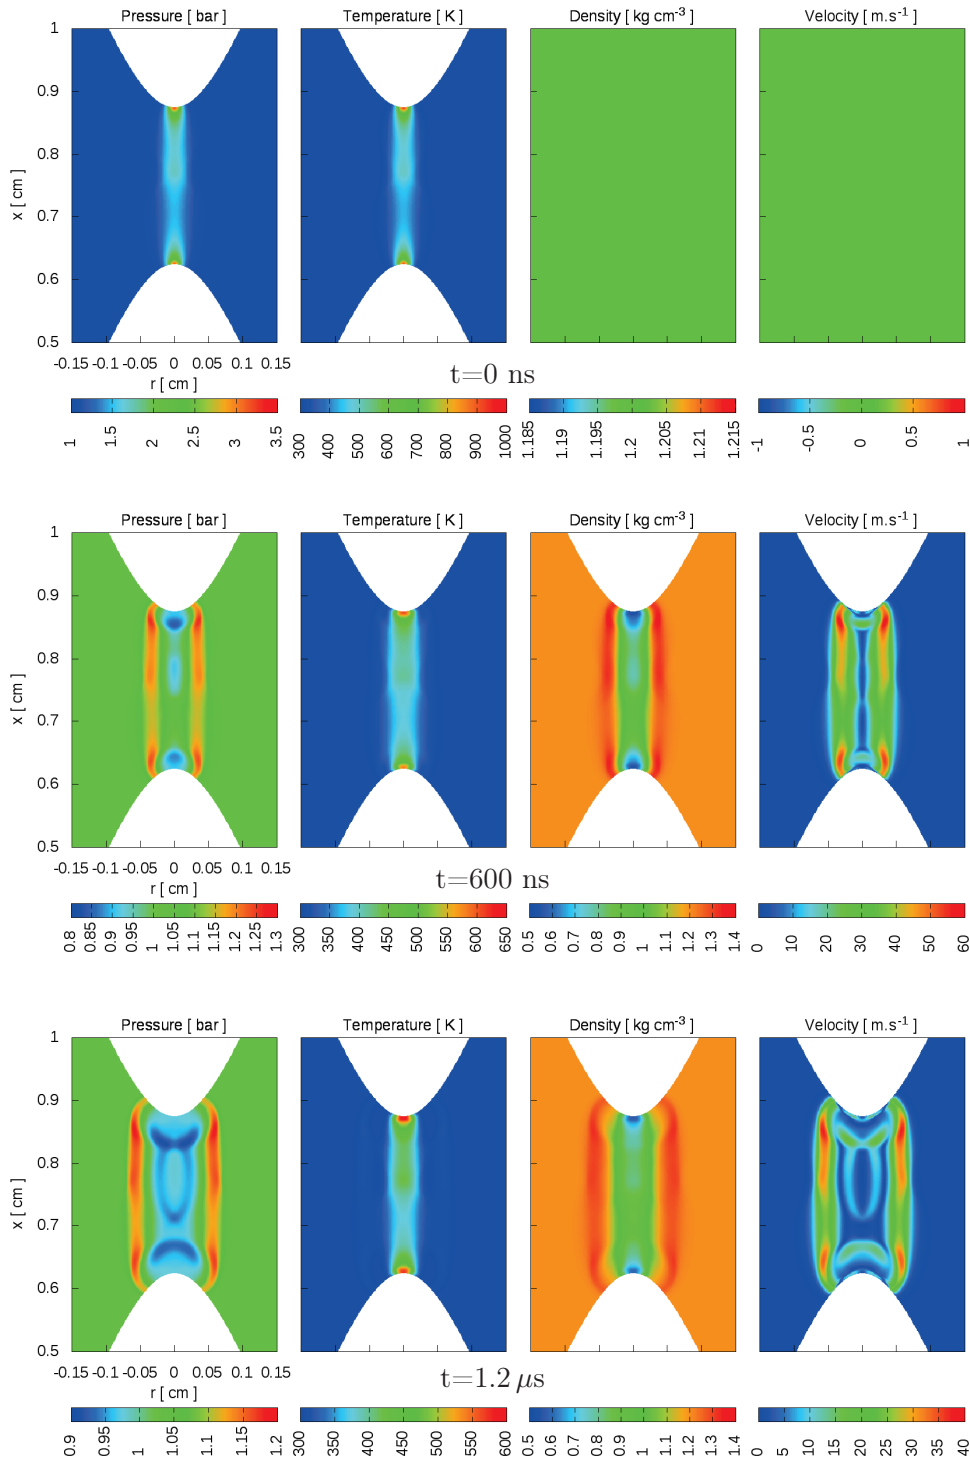 Pressure [ bar ] Temperature [ K ] Density [ kg cm-3 ] Velocity [ m.s-1 ]
1
0.9
0.8
0.7
0.6
0.5
x [ cm ]
-0.15 -0.1 -0.05 0 0.05 0.1 0.15
r [ cm ]
t=0 ns
1 1.5 2 2.5 3 3.5
300 400 500 600 700 800 900 1000
1.185 1.19 1.195 1.2 1.205 1.21 1.215
-1 -0.5 0 0.5 1
Pressure [ bar ] Temperature [ K ] Density [ kg cm-3 ] Velocity [ m.s-1 ]
1
0.9
0.8
0.7
0.6
0.5
x [ cm ]
-0.15 -0.1 -0.05 0 0.05 0.1 0.15
r [ cm ]
t=600 ns
0.8 0.85 0.9 0.95 1 1.05 1.1 1.15 1.2 1.25 1.3
300 350 400 450 500 550 600 650
0.5 0.6 0.7 0.8 0.9 1 1.1 1.2 1.3 1.4
0 10 20 30 40 50 60
Pressure [ bar ] Temperature [ K ] Density [ kg cm-3 ] Velocity [ m.s-1 ]
1
0.9
0.8
0.7
0.6
0.5
x [ cm ]
-0.15 -0.1 -0.05 0 0.05 0.1 0.15
r [ cm ]
t=1.2 μs
0.9 0.95 1 1.05 1.1 1.15 1.2
300 350 400 450 500 550 600
0.5 0.6 0.7 0.8 0.9 1 1.1 1.2 1.3 1.4
0 5 10 15 20 25 30 35 40